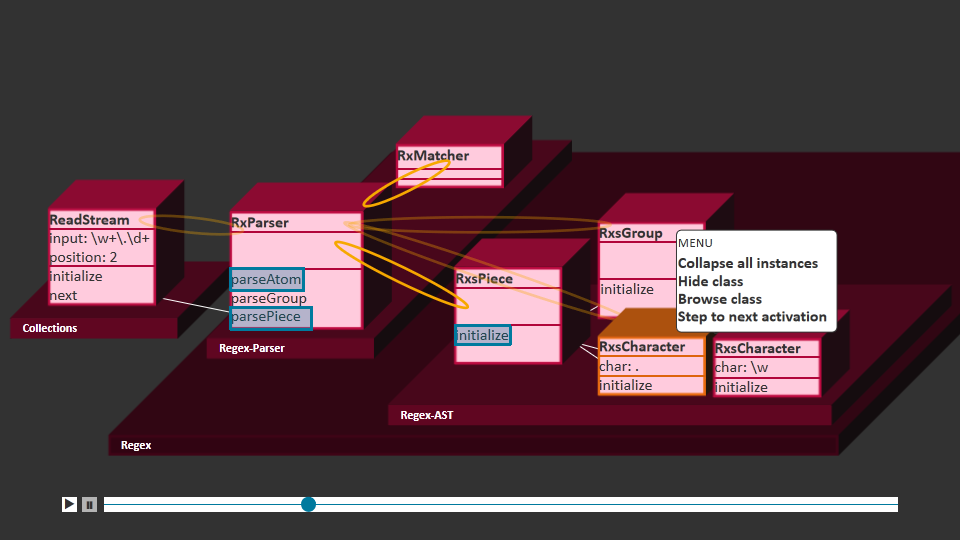 RxMatcher
ReadStream
input: \w+\.\d+
position: 2
initialize
next
Collections
RxParser
parseAtom
parseGroup
parsePiece
Regex-Parser
RxsPiece
initialize
RxsGroup
initialize
MENU
Collapse all instances
Hide class
Browse class
Step to next activation
RxsCharacter
char: .
initialize
RxsCharacter
char: \w
initialize
Regex-AST
Regex